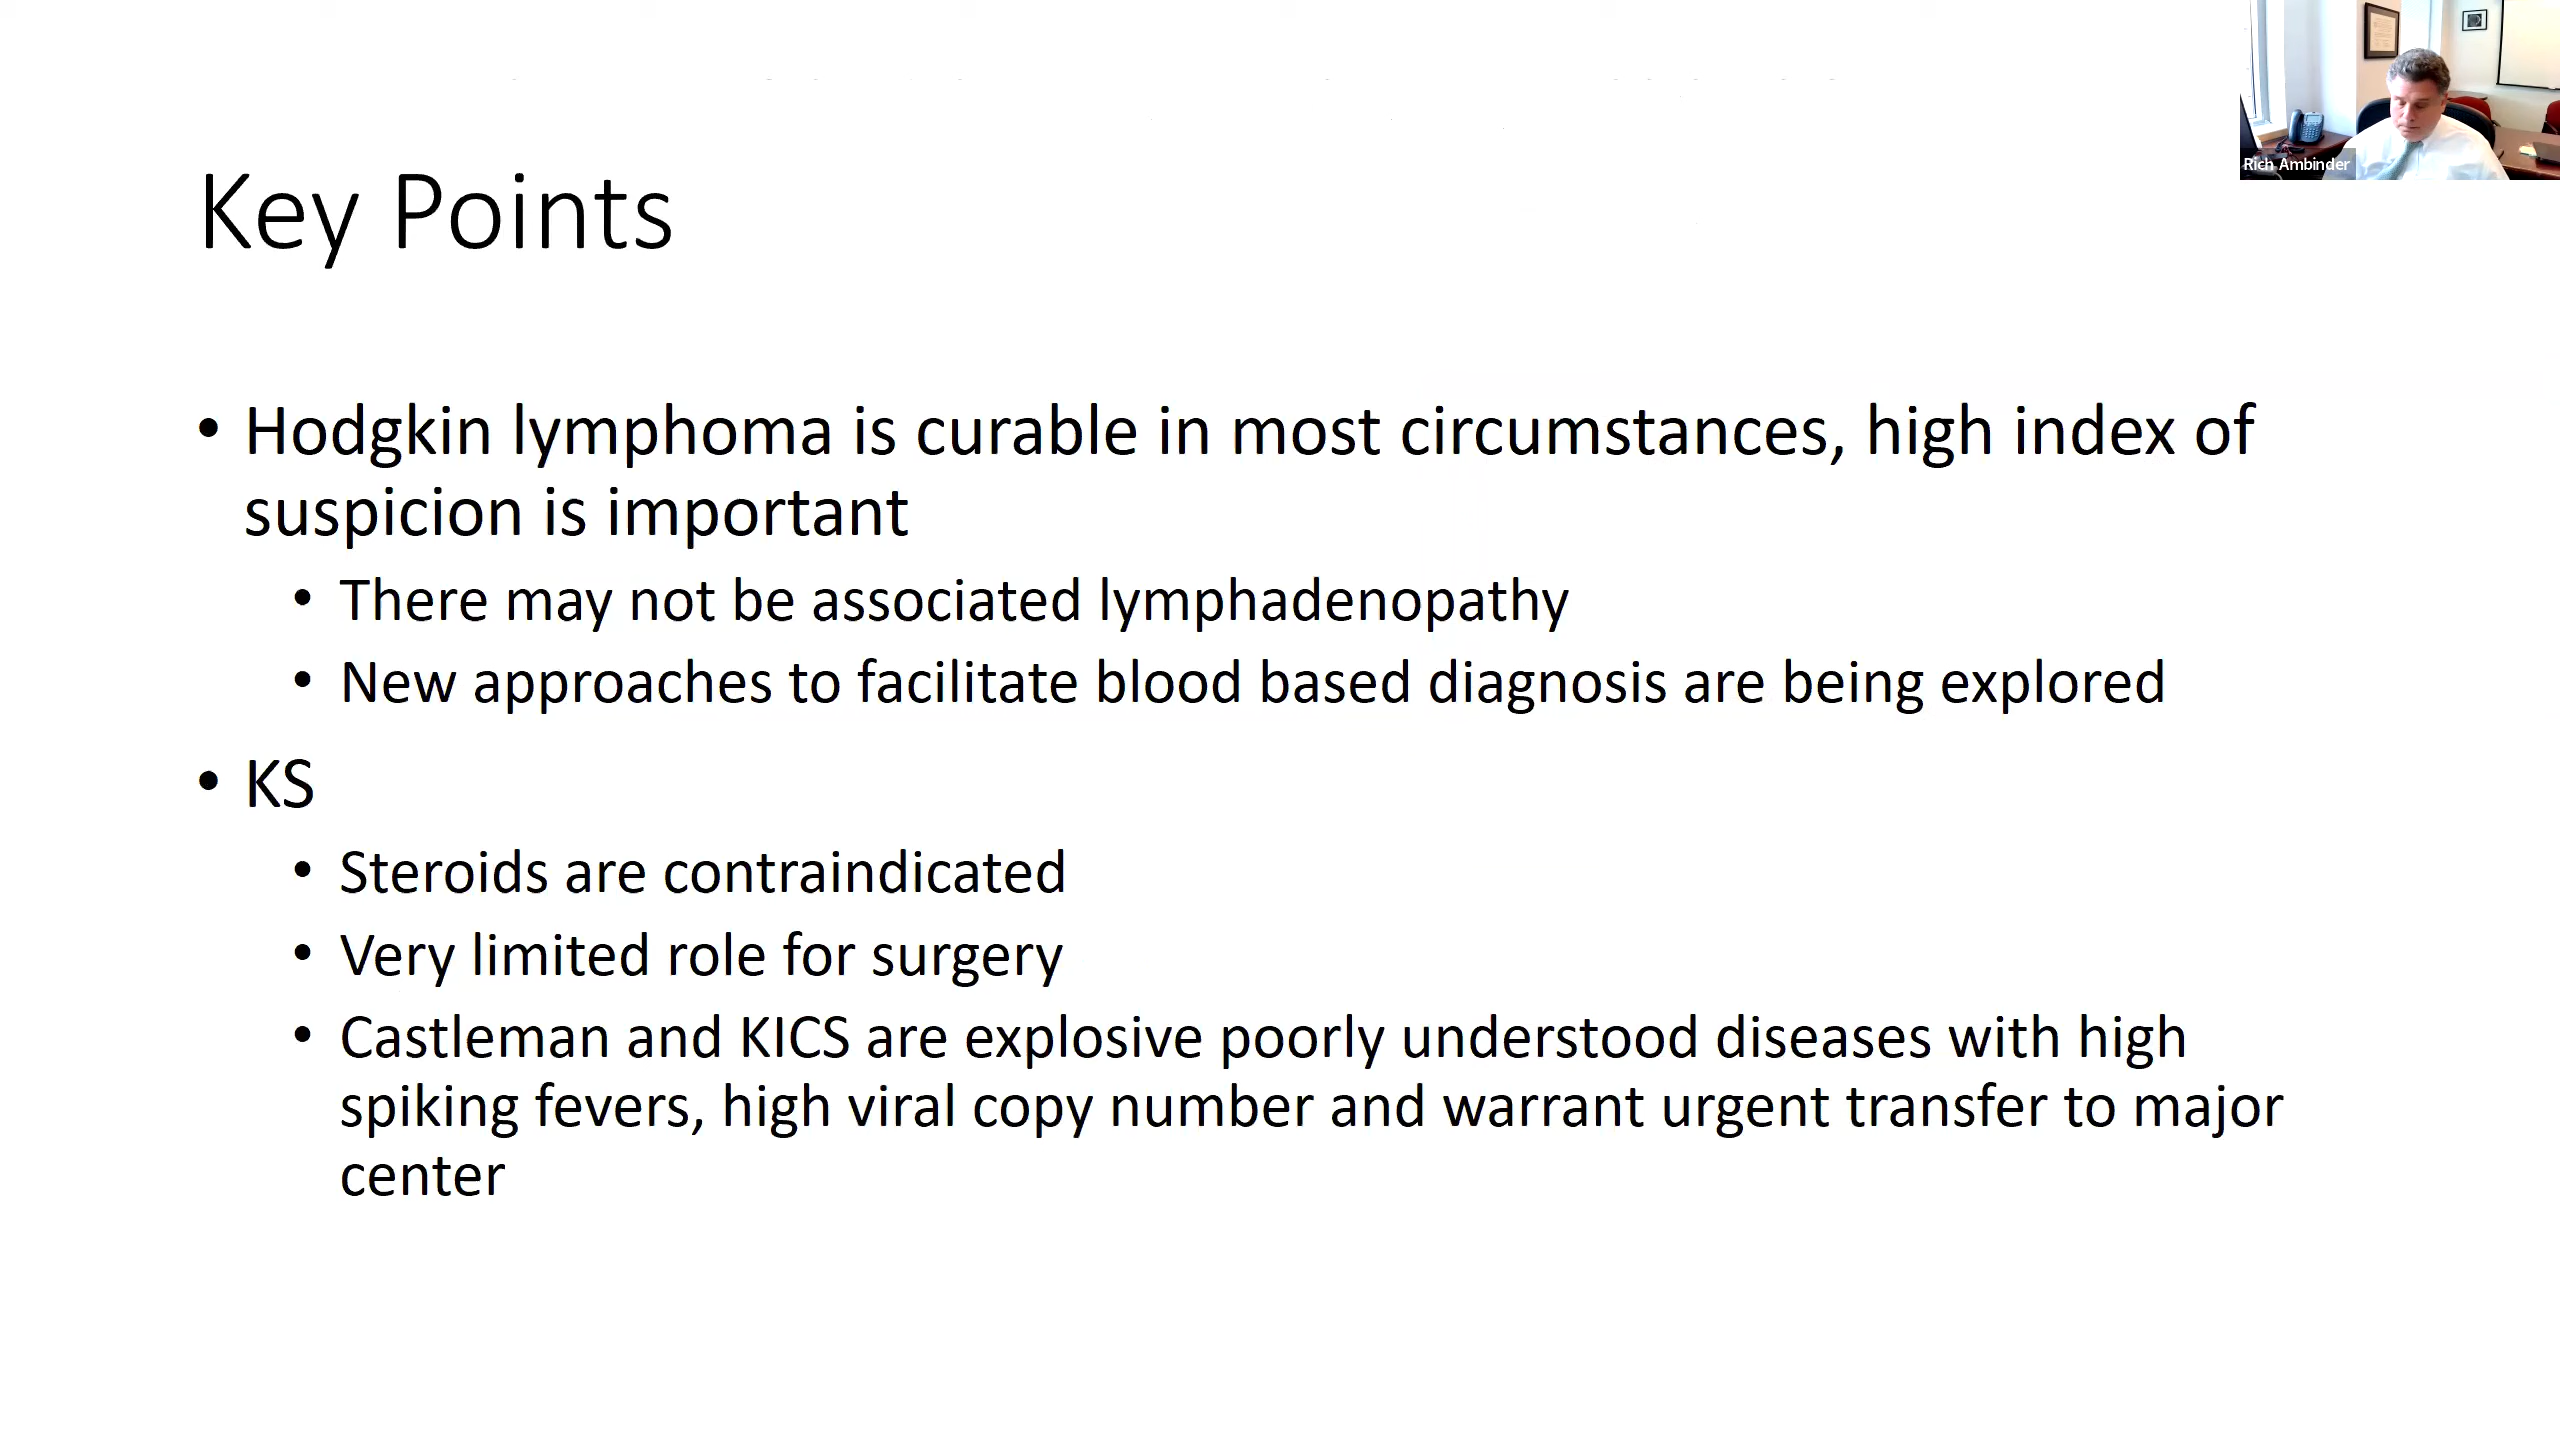 Rich Ambinder
Key Points
• Hodgkin lymphoma is curable in most circumstances, high index of
suspicion is important
• There may not be associated lymphadenopathy
• New approaches to facilitate blood based diagnosis are being explored
• KS
• Steroids are contraindicated
• Very limited role for surgery
• Castleman and KICS are explosive poorly understood diseases with high
spiking fevers, high viral copy number and warrant urgent transfer to major
center